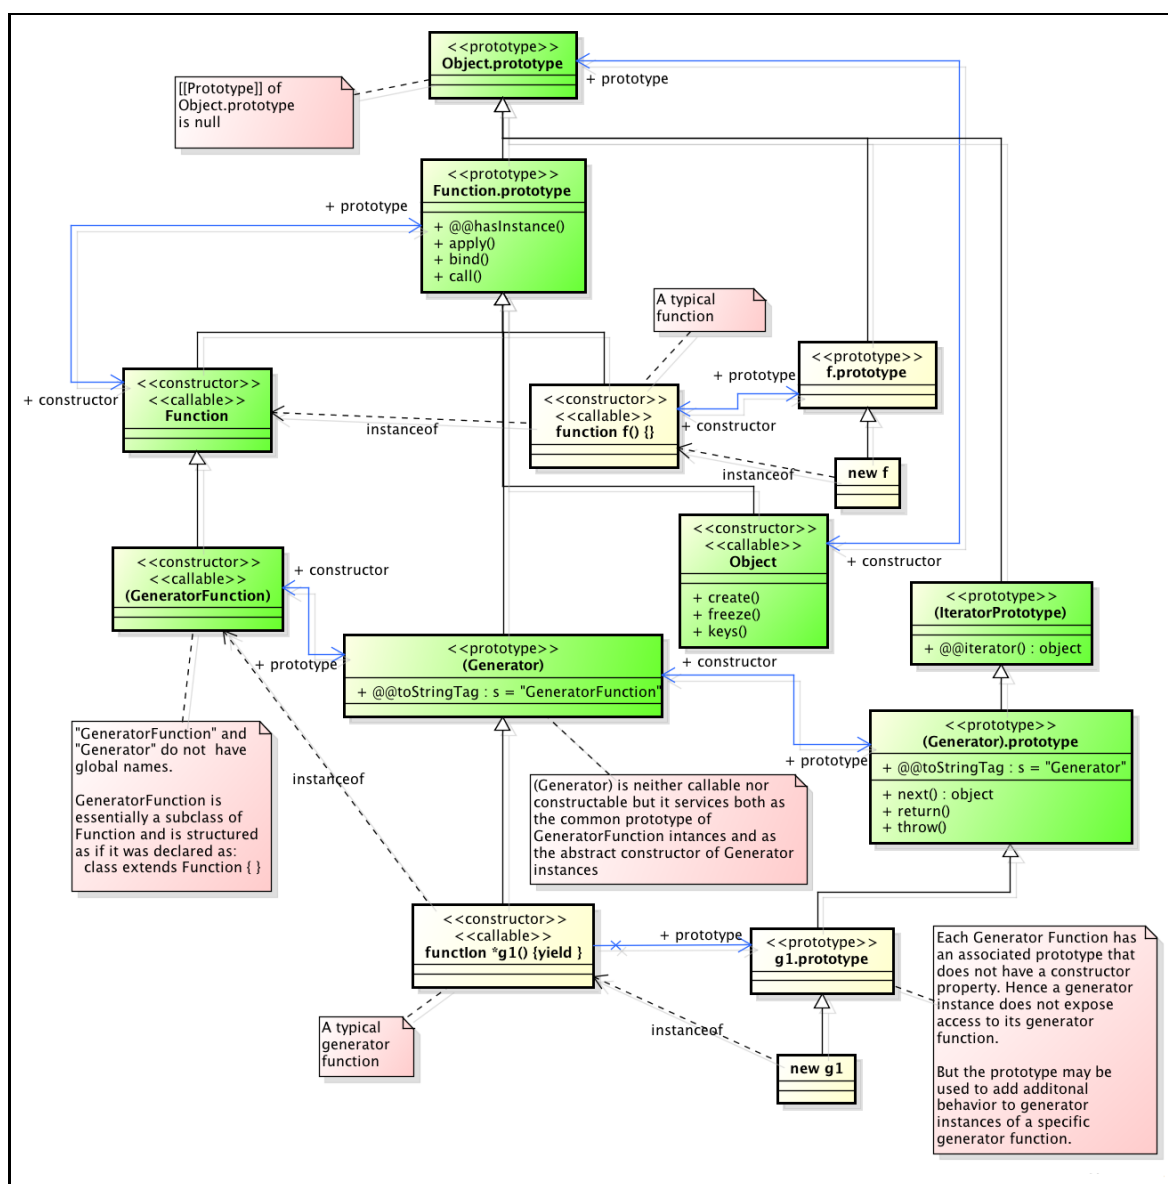 <<prototype>>
Object.prototype
+ prototype
[[Prototype]] of
Object.prototype
is null
<<prototype>>
Function.prototype
+ @@hasInstance()
+ apply()
+ bind()
+ call()
+ prototype
A typical
function
<<prototype>>
f.prototype
+ prototype
<<constructor>>
<<callable>>
Function
+ constructor
<<constructor>>
<<callable>>
function f() {}
+ constructor
instanceof
instanceof
new f
<<constructor>>
<<callable>>
Object
+ create()
+ freeze()
+ keys()
+ constructor
<<constructor>>
<<callable>>
(GeneratorFunction)
+ constructor
<<prototype>>
(IteratorPrototype)
+ @@iterator() : object
<<prototype>>
(Generator)
+ @@toStringTag : s = "GeneratorFunction"
+ prototype
+ constructor
<<prototype>>
(Generator).prototype
+ @@toStringTag : s = "Generator"
+ next() : object
+ return()
+ throw()
+ prototype
"GeneratorFunction" and
"Generator" do not  have
global names.
GeneratorFunction is
essentially a subclass of
Function and is structured
as if it was declared as:
class extends Function { }
instanceof
(Generator) is neither callable nor
constructable but it services both as
the common prototype of
GeneratorFunction intances and as
the abstract constructor of Generator
instances
<<constructor>>
<<callable>>
function *g1() {yield }
+ prototype
<<prototype>>
g1.prototype
Each Generator Function has
an associated prototype that
does not have a constructor
property. Hence a generator
instance does not expose
access to its generator
function.
But the prototype may be
used to add additonal
behavior to generator
instances of a specific
generator function.
A typical
generator
function
instanceof
new g1